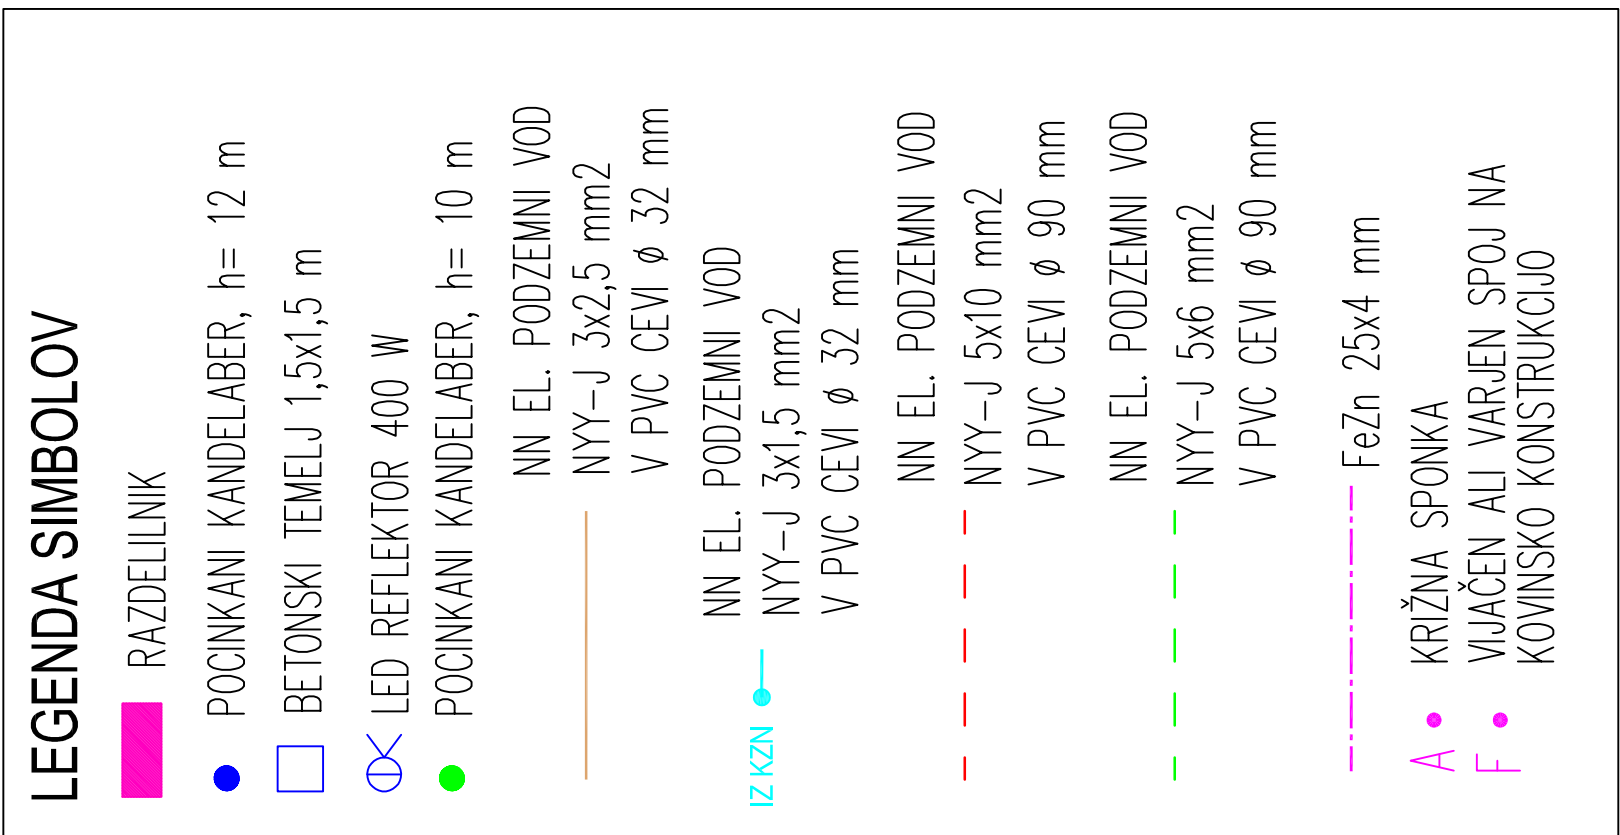 LEGENDA SIMBOLOV
RAZDELILNIK
POCINKANI KANDELABER, h= 12 m
BETONSKI TEMELJ 1,5x1,5 m
LED REFLEKTOR 400 W
POCINKANI KANDELABER, h= 10 m
NN EL. PODZEMNI VOD
NYY-J 3x2,5 mm2
V PVC CEVI ø 32 mm
IZ KZN
NN EL. PODZEMNI VOD
NYY-J 3x1,5 mm2
V PVC CEVI ø 32 mm
NN EL. PODZEMNI VOD
NYY-J 5x10 mm2
V PVC CEVI ø 90 mm
NN EL. PODZEMNI VOD
NYY-J 5x6 mm2
V PVC CEVI ø 90 mm
FeZn 25x4 mm
A KRIŽNA SPONKA
F VIJAČEN ALI VARJEN SPOJ NA
KOVINSKO KONSTRUKCIJO